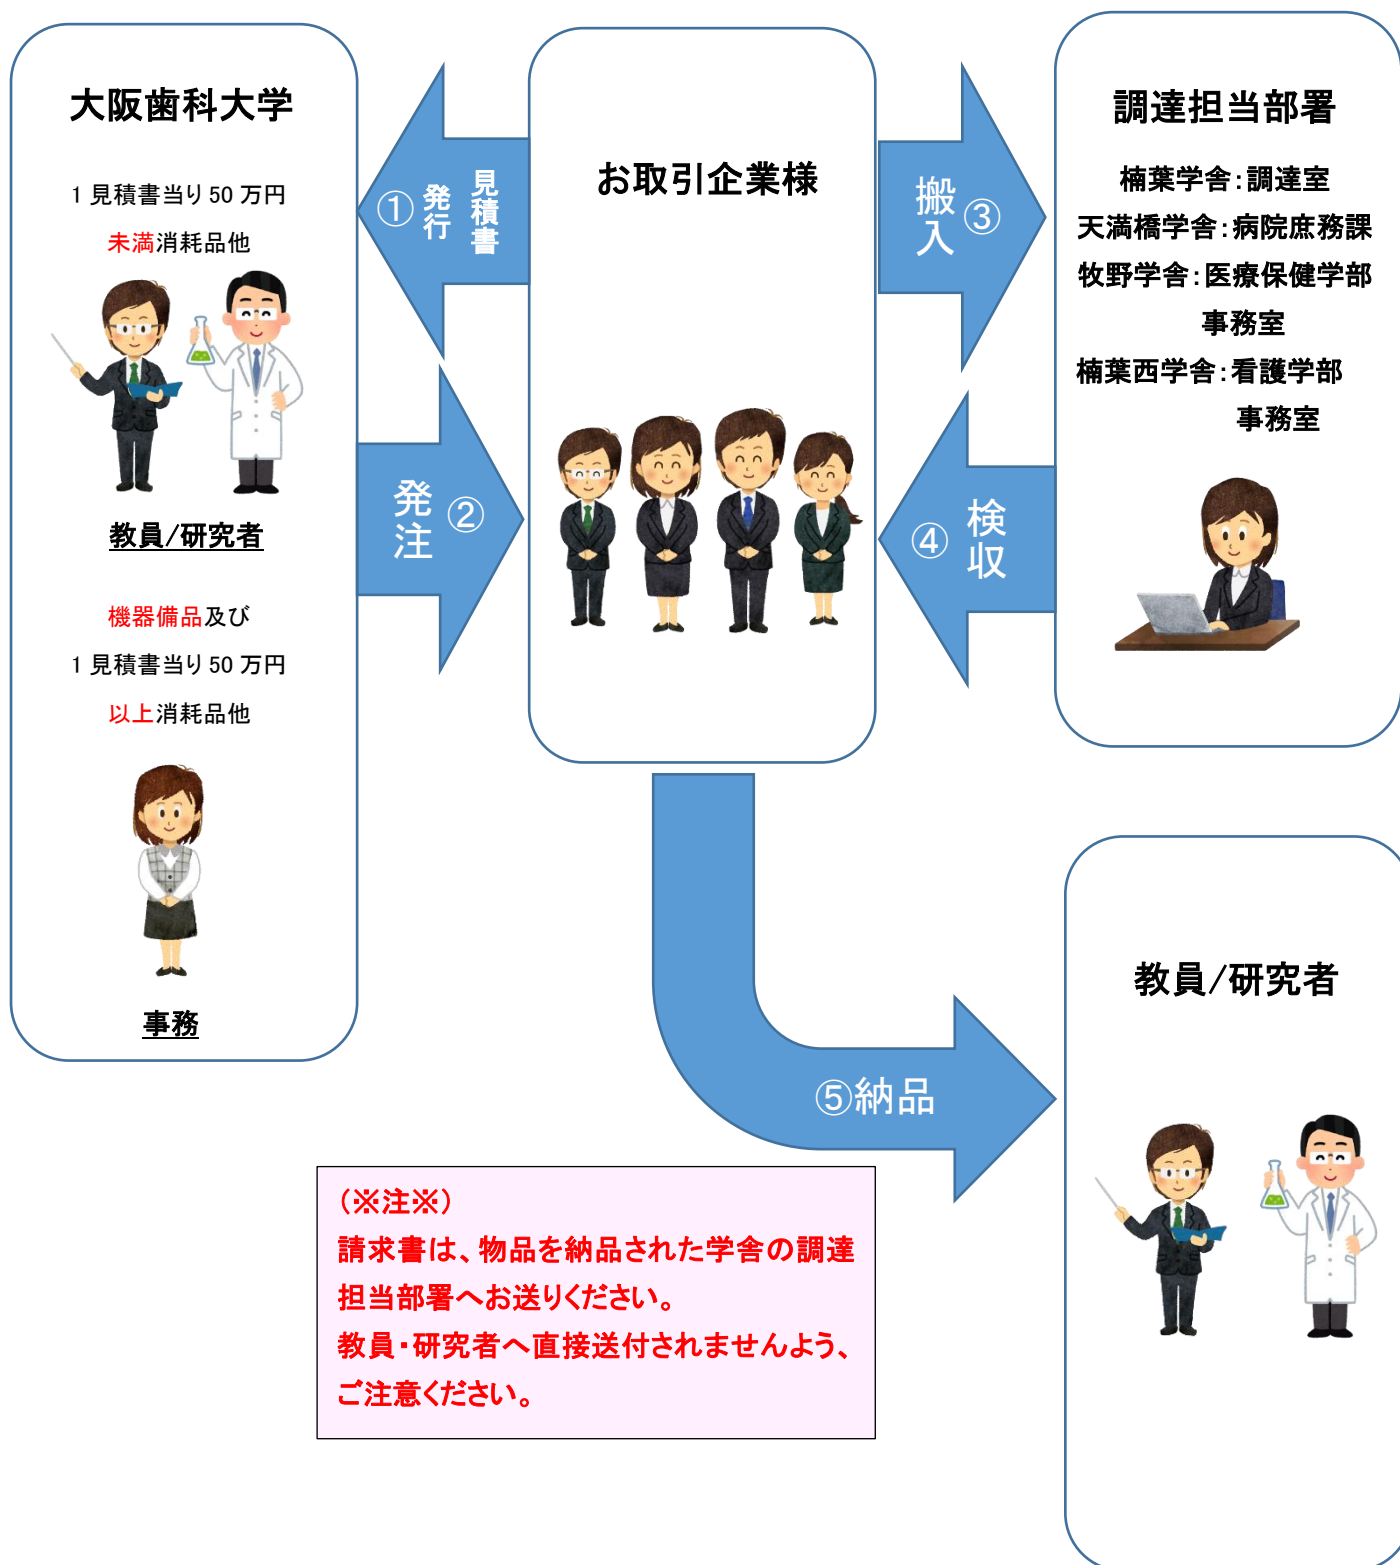 大阪歯科大学
1見積書当り50万円
未満消耗品他
教員/研究者
機器備品及び
1見積書当り50万円
以上消耗品他
事務
①見積書
発行
発注②
お取引企業様
搬入③
④検収
調達担当部署
楠葉学舎：調達室
天満橋学舎：病院庶務課
牧野学舎：医療保健学部
事務室
楠葉西学舎：看護学部
事務室
⑤納品
教員/研究者
（※注※）
請求書は、物品を納品された学舎の調達
担当部署へお送りください。
教員・研究者へ直接送付されませんよう、
ご注意ください。